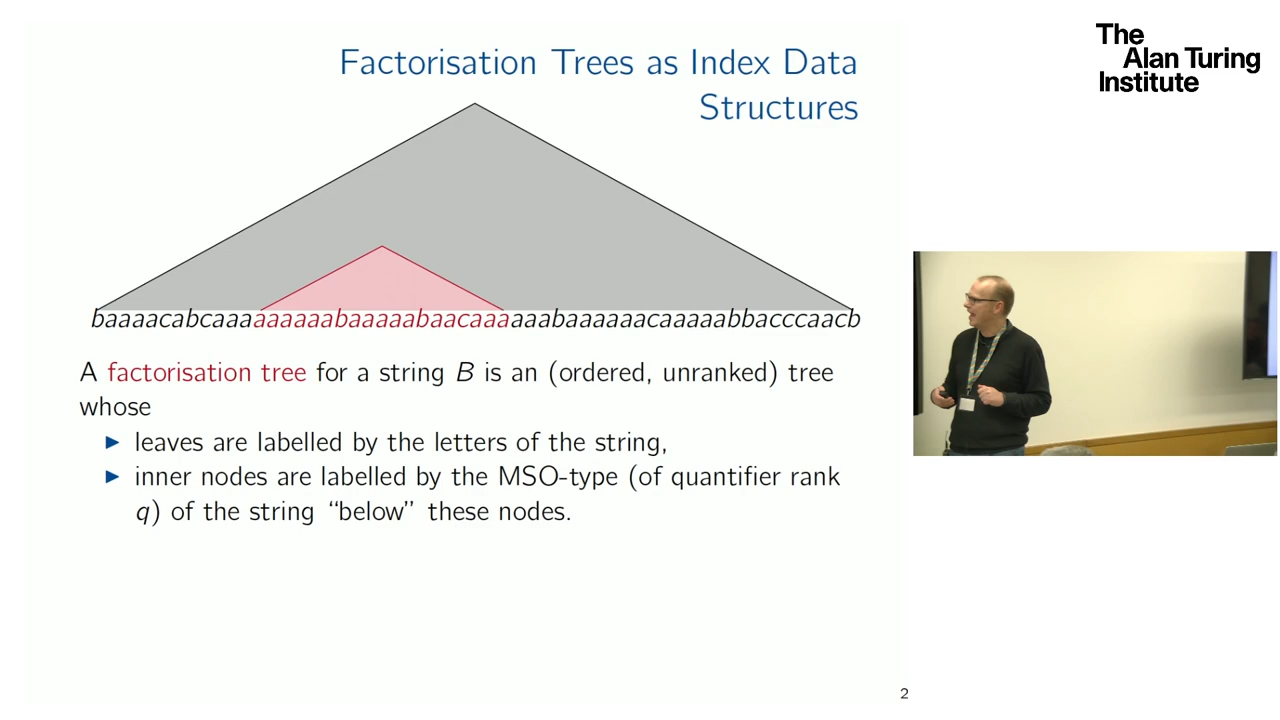 Factorisation Trees as Index Data
Structures
The
Alan Turing
Institute
baaaacabcaaaaaaaaabaaaaabaacaaaaaabaaaaaacaaaaabbacccaacb
A factorisation tree for a string B is an (ordered, unranked) tree
whose
▶ leaves are labelled by the letters of the string,
▶ inner nodes are labelled by the MSO-type (of quantifier rank
q) of the string “below” these nodes.
2